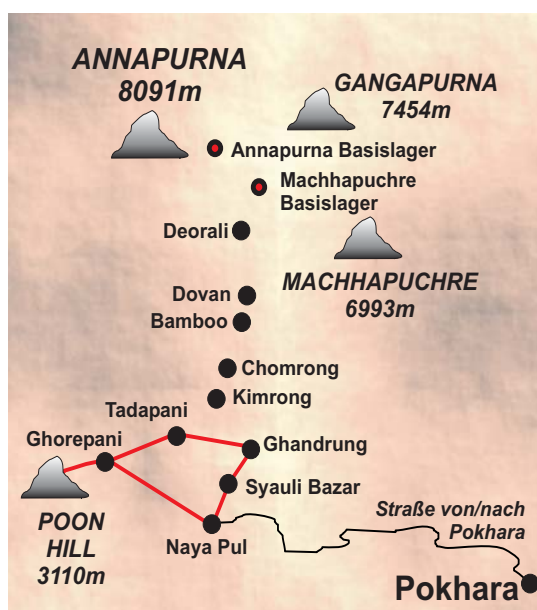 ANNAPURNA
8091m
GANGAPURNA
7454m
Annapurna Basislager
Machhapuchre
Basislager
Deorali
MACHHAPUCHRE
6993m
Dovan
Bamboo
Chomrong
Kimrong
Tadapani
Ghorepani
Ghandrung
Syauli Bazar
POON
HILL
3110m
Naya Pul
Straße von/nach
Pokhara
Pokhara